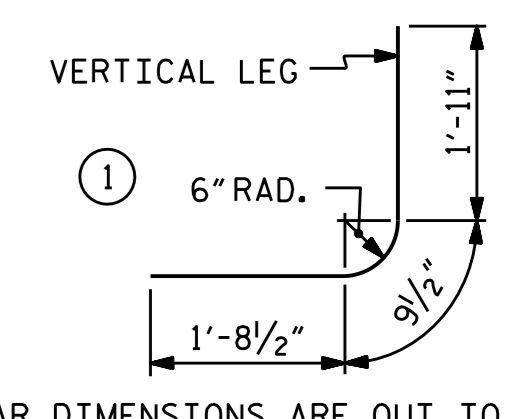 VERTICAL LEG
1'-11"
1
6" RAD.
9½"
1'-8½"
AR DIMENSIONS ARE OUT TO